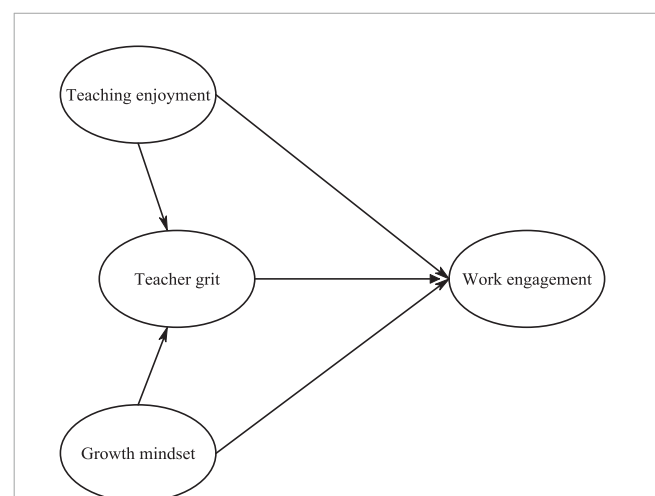 Teaching enjoyment
Teacher grit
Work engagement
Growth mindset